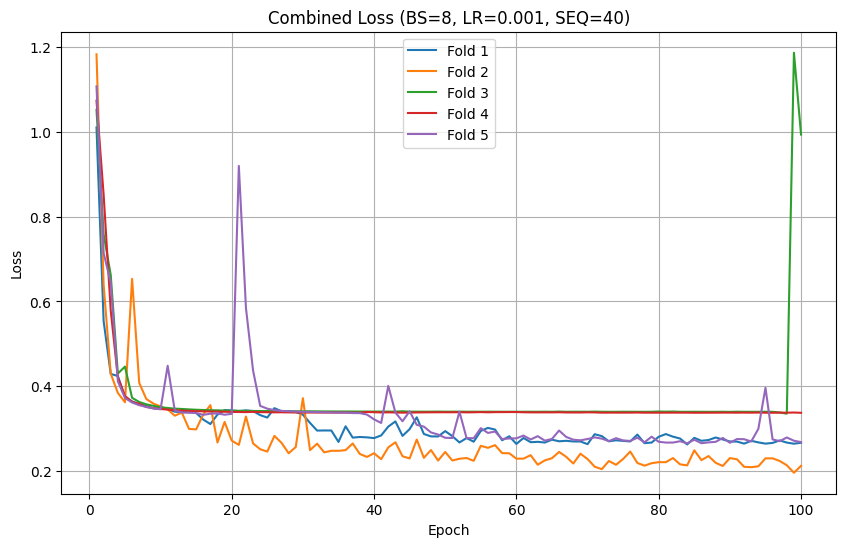 Combined Loss (BS=8, LR=0.001, SEQ=40)
Fold 1
Fold 2
Fold 3
Fold 4
Fold 5
Loss
1.2
1.0
0.8
0.6
0.4
0.2
0 20 40 60 80 100
Epoch